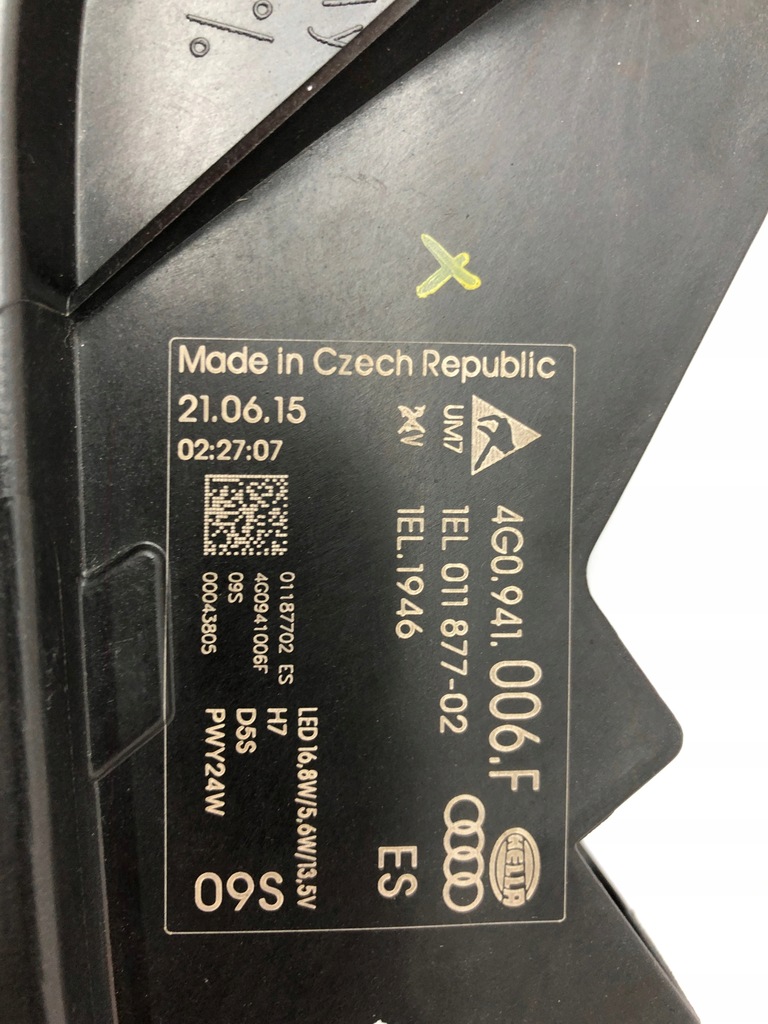 Made in Czech Republic
21.06.15
02:27:07
UM7
4G0.941.006.F
1EL 011 877-02
1EL.1946
HELLA
ES
01187702 ES
4G0941006F
09S
00043805
LED 16,8W/5,6W/13,5V
H7
D5S
PWY24W
09S